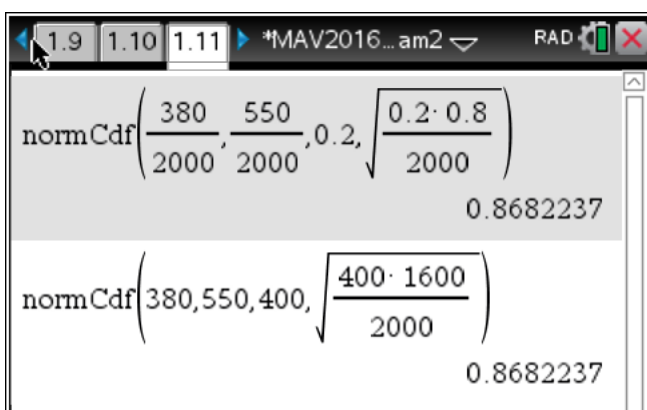 1.9 1.10 1.11 *MAV2016...am2 RAD
normCdf(380/2000, 550/2000, 0.2, √(0.2·0.8/2000))
0.8682237
normCdf(380,550,400, √(400·1600/2000))
0.8682237